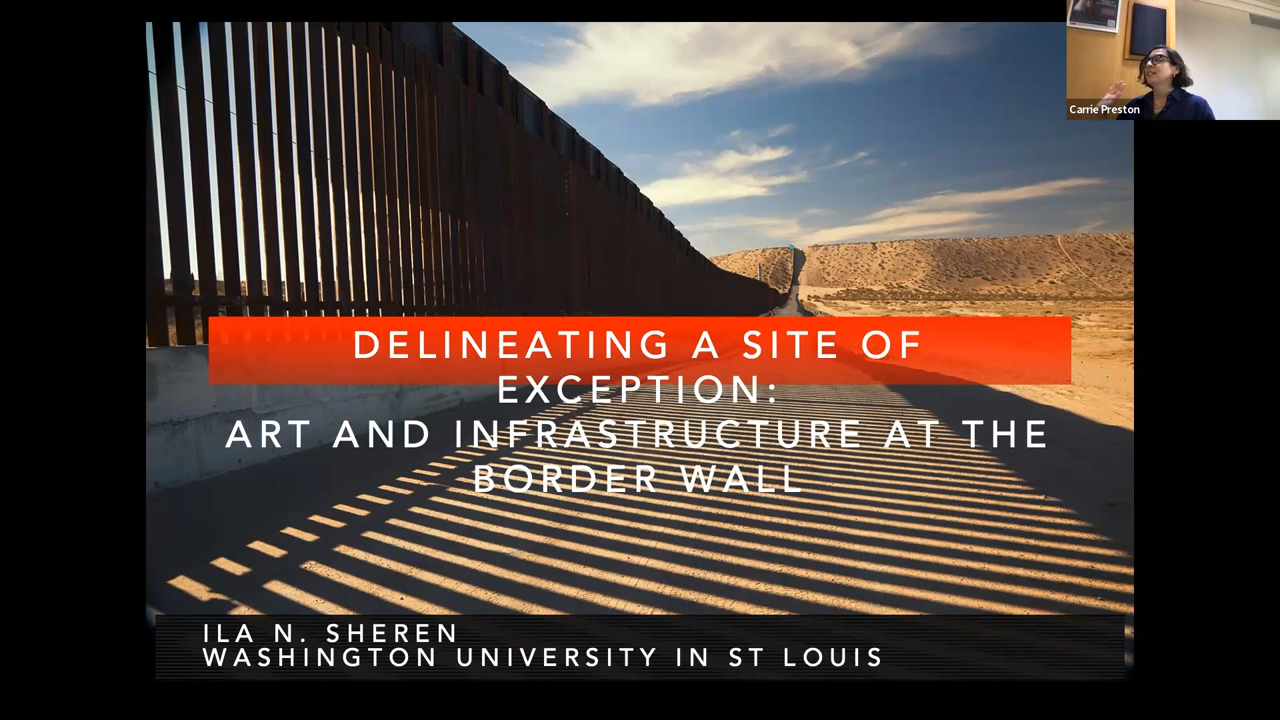 Carrie Preston
DELINEATING A SITE OF
EXCEPTION:
ART AND INFRASTRUCTURE AT THE
BORDER WALL
ILA N. SHEREN
WASHINGTON UNIVERSITY IN ST LOUIS